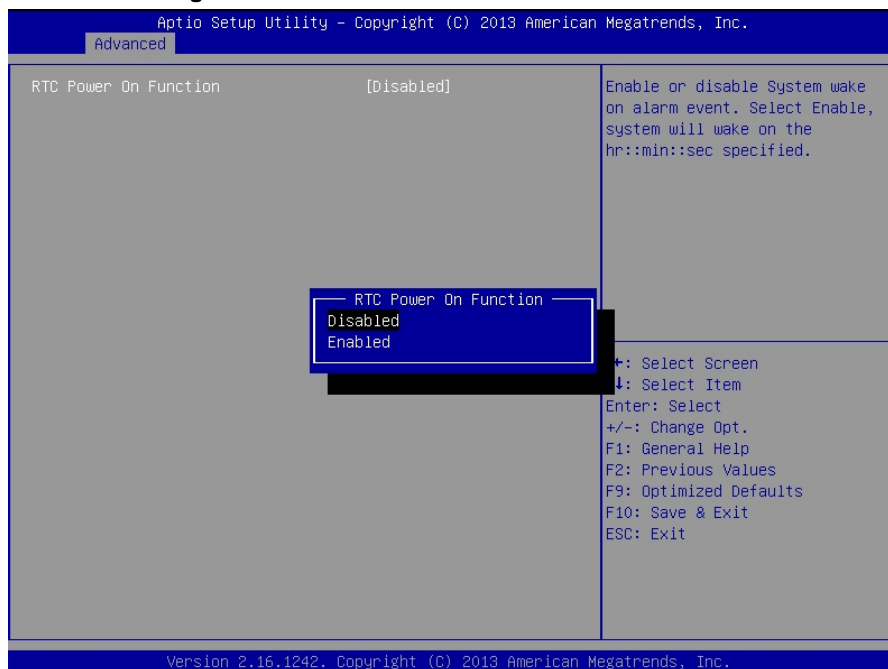 Aptio Setup Utility – Copyright (C) 2013 American Megatrends, Inc.
Advanced
RTC Power On Function [Disabled]
Enable or disable System wake
on alarm event. Select Enable,
system will wake on the
hr::min::sec specified.
RTC Power On Function
Disabled
Enabled
←: Select Screen
↓: Select Item
Enter: Select
+/-: Change Opt.
F1: General Help
F2: Previous Values
F9: Optimized Defaults
F10: Save & Exit
ESC: Exit
Version 2.16.1242. Copyright (C) 2013 American Megatrends, Inc.